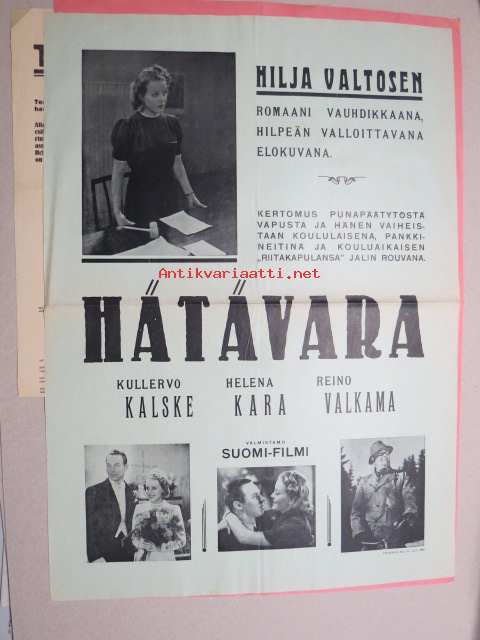 HILJA VALTOSEN
ROMAANI VAUHDIKKAANA,
HILPEÄN VALLOITTAVANA
ELOKUVANA.
KERTOMUS PUNAPÄÄTYTÖSTÄ
VAPUSTA JA HÄNEN VAIHEIS-
TAAN KOULULAISENA, PANKKI-
NEITINÄ JA KOULUAIKAISEN
„RIITAKAPULANSA" JALIN ROUVANA.
Antikvariaatti.net
HÄTÄVARA
KULLERVO
KALSKE
HELENA
KARA
REINO
VALKAMA
VALMISTAMO
SUOMI-FILMI